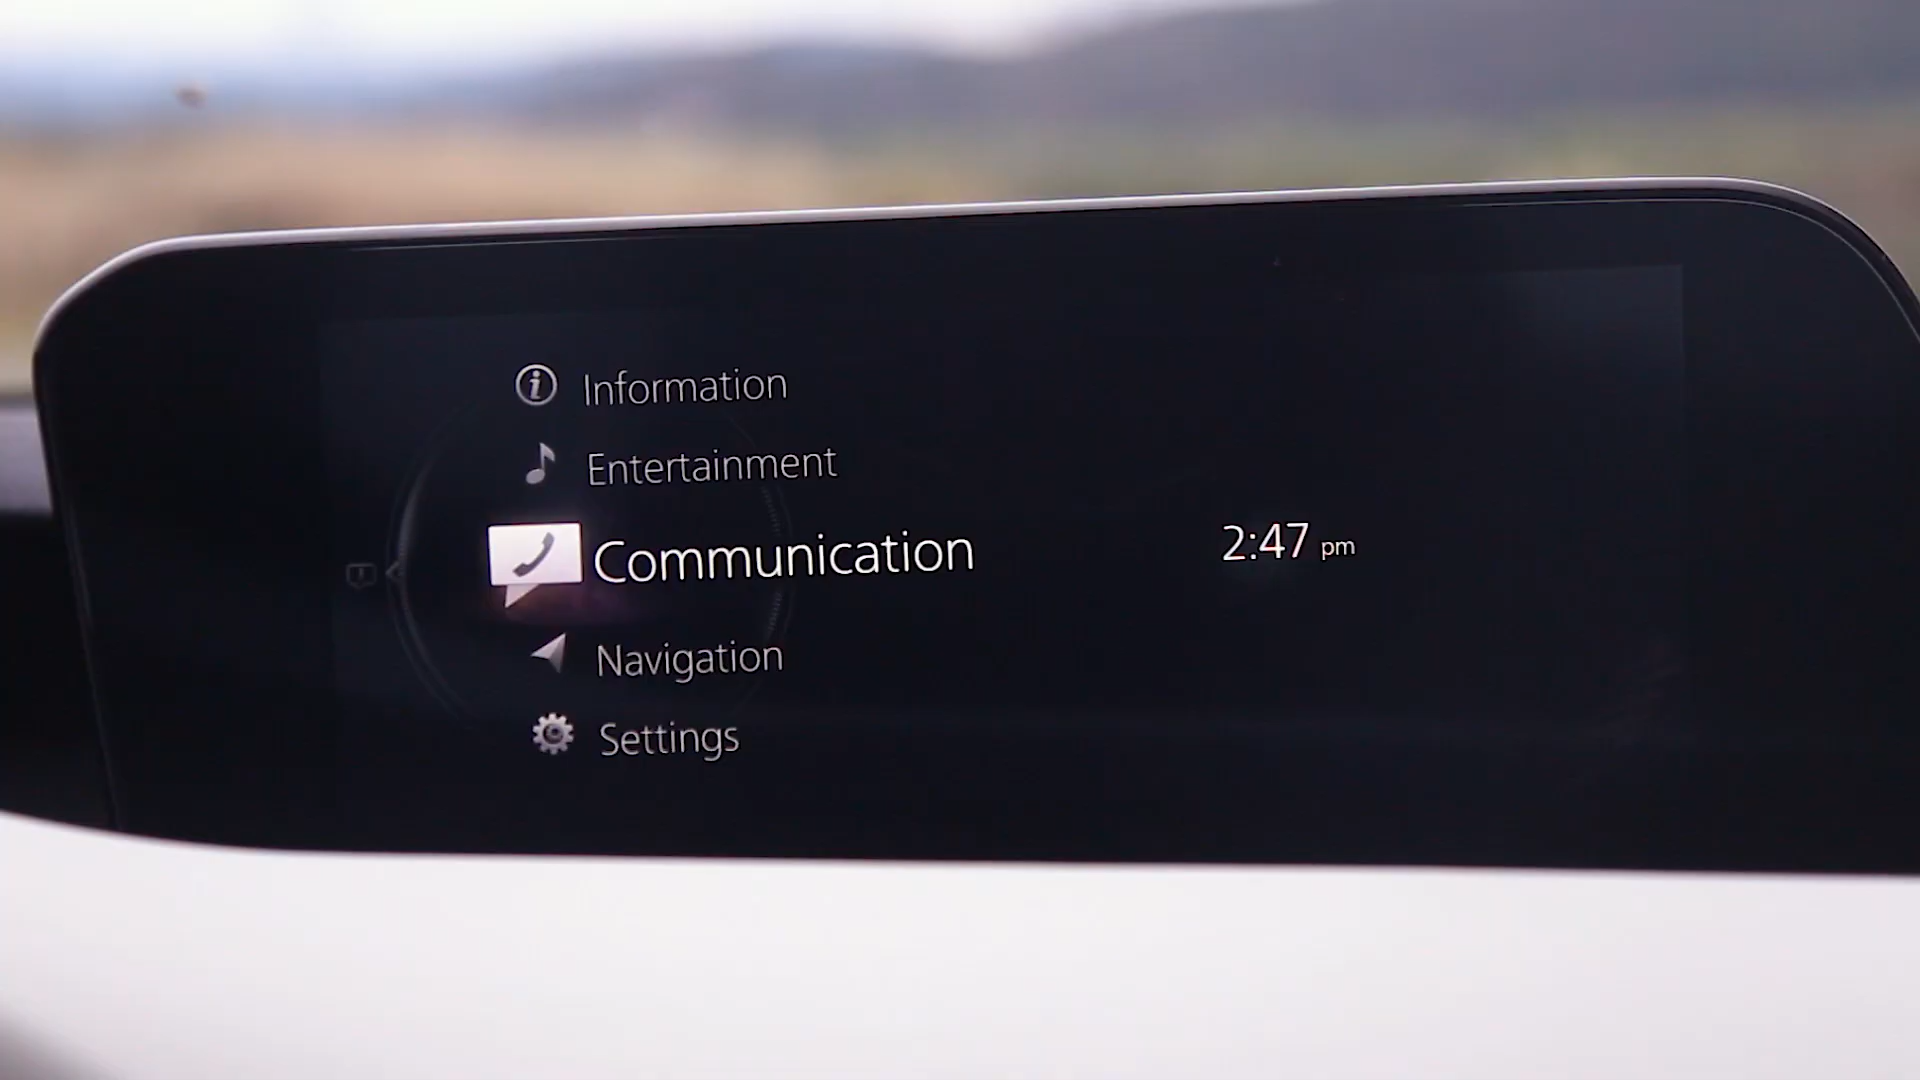 Information
Entertainment
Communication
2:47 pm
Navigation
Settings